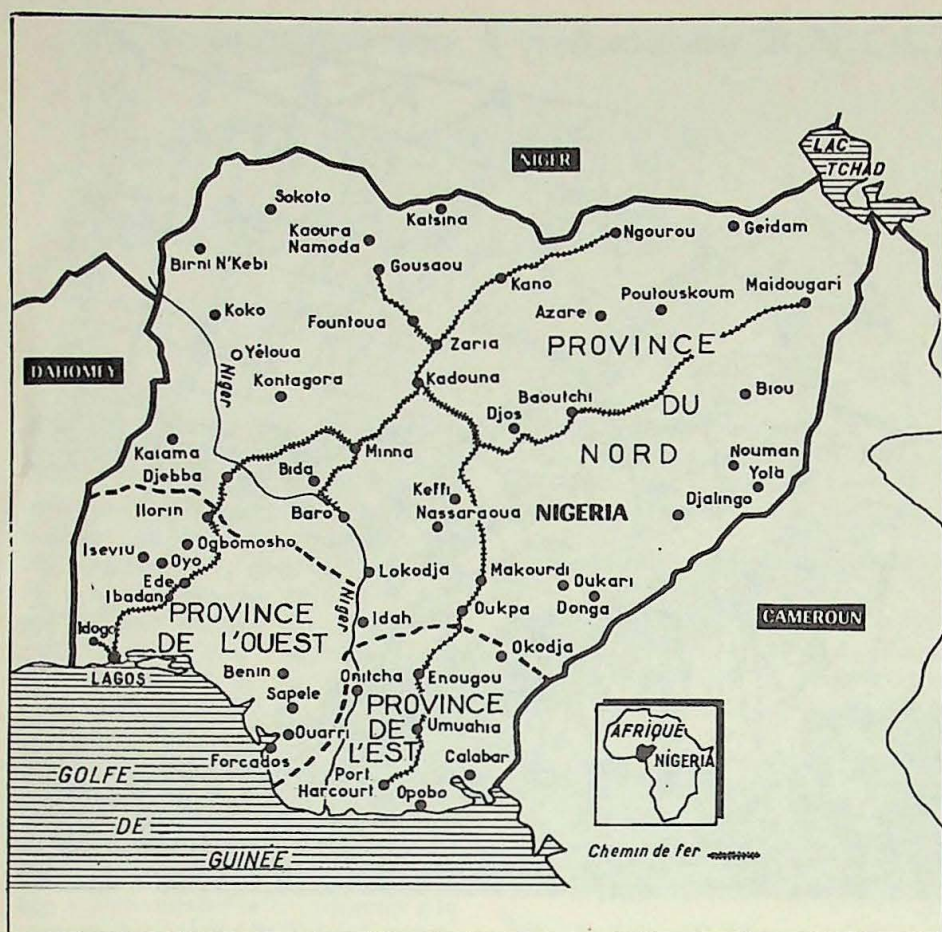 LAC
TCHAD
NIGER
Sokoto
Katsina
Kaoura
Namoda
Ngourou
Geidam
Birni N'Kebi
Gousaou
Kano
Maidougari
Koko
Fountoua
Azare
Poutouskoum
Zaria
PROVINCE
Yéloua
DAHOMEY
Niger
Kontagora
Kadouna
Baoutchi
DU
Biou
Djos
Kaiama
Minna
NORD
Nouman
Djebba
Bida
Yola
Keffi
Djalingo
Ilorin
Baro
Nassaraoua
NIGERIA
Ogbomosho
Iseviu
Oyo
Ede
Lokodja
Makourdi
Oukari
Ibadan
Donga
PROVINCE
DE L'OUEST
Niger
Idah
Oukpa
CAMEROUN
Idogo
Okodja
LAGOS
Benin
Onitcha
Enougou
Sapele
PROVINCE
DE
L'EST
Umuahia
Ouarri
Forcados
Calabar
Port
Harcourt
Opobo
AFRIQUE
NIGERIA
GOLFE
DE
GUINÉE
Chemin de fer